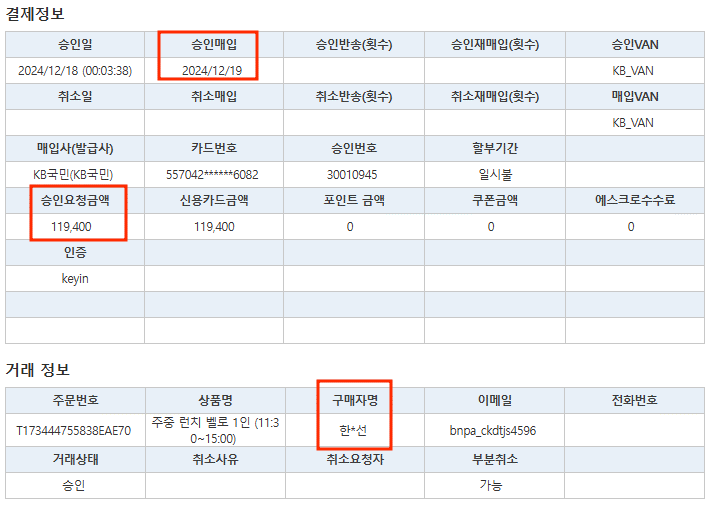 결제정보
승인일 승인매입 승인반송(횟수) 승인재매입(횟수) 승인VAN
2024/12/18 (00:03:38) 2024/12/19 KB_VAN
취소일 취소매입 취소반송(횟수) 취소재매입(횟수) 매입VAN
KB_VAN
매입사(발급사) 카드번호 승인번호 할부기간
KB국민(KB국민) 557042******6082 30010945 일시불
승인요청금액 신용카드금액 포인트 금액 쿠폰금액 에스크로수수료
119,400 119,400 0 0 0
인증
keyin
거래 정보
주문번호 상품명 구매자명 이메일 전화번호
T173444755838EAE70 주중 런치 벨로 1인 (11:3
0~15:00) 한*선 bnpa_ckdtjs4596
거래상태 취소사유 취소요청자 부분취소
승인 가능